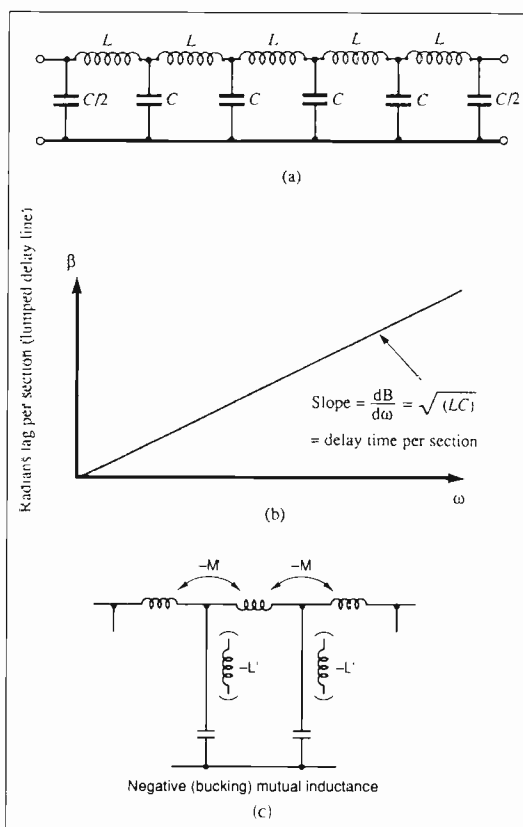 L L L L L
C/2 C C C C C/2
(a)
Radians lag per section (lumped delay line)
β
Slope = dB/dω = √(LC)
= delay time per section
ω
(b)
–M –M
–L' –L'
Negative (bucking) mutual inductance
(c)